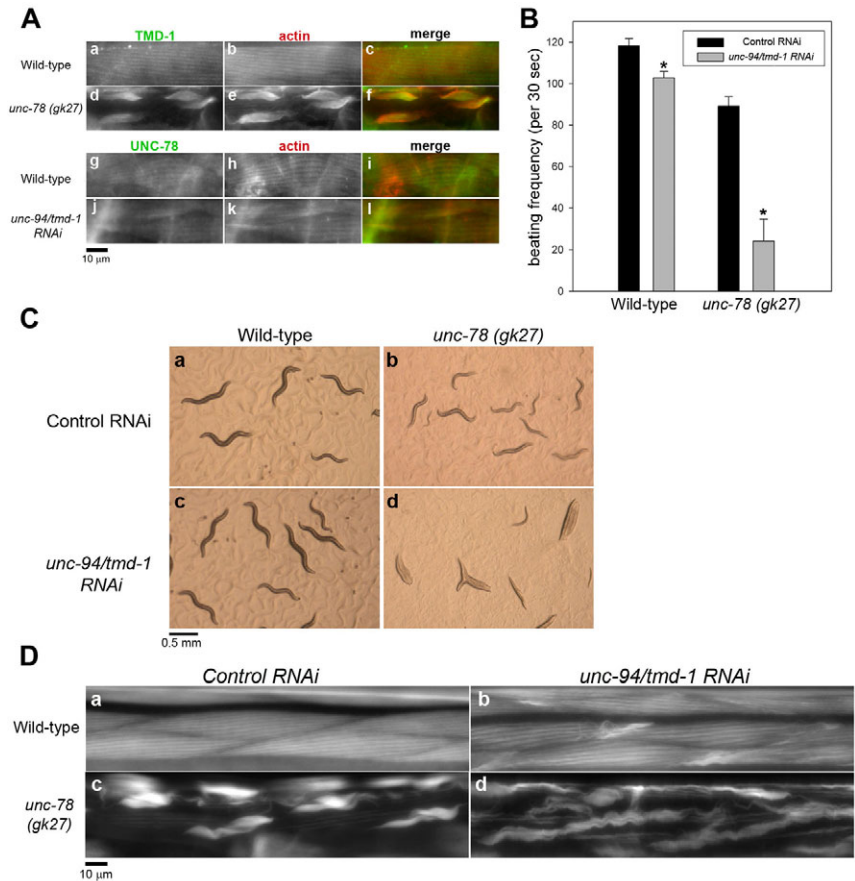 A
TMD-1 actin merge
Wild-type a b c
unc-78 (gk27) d e f
UNC-78 actin merge
Wild-type g h i
unc-94/tmd-1 RNAi j k l
10 μm
B
beating frequency (per 30 sec)
120
100
80
60
40
20
0
Control RNAi
unc-94/tmd-1 RNAi
*
*
Wild-type unc-78 (gk27)
C
Wild-type unc-78 (gk27)
Control RNAi a b
unc-94/tmd-1 RNAi c d
0.5 mm
D
Control RNAi unc-94/tmd-1 RNAi
Wild-type a b
unc-78 (gk27) c d
10 μm